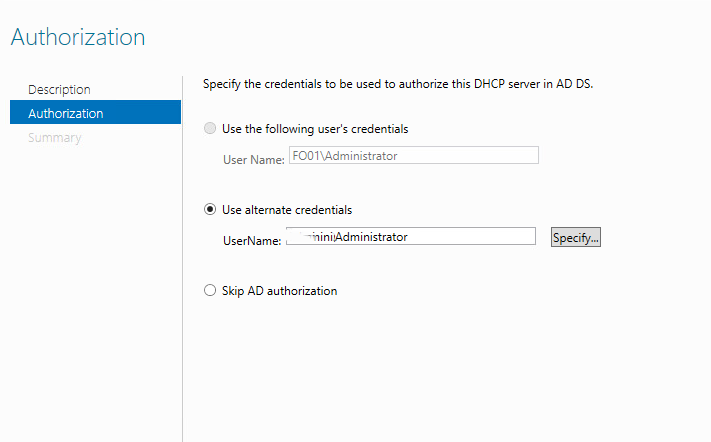 Authorization
Description
Authorization
Summary
Specify the credentials to be used to authorize this DHCP server in AD DS.
Use the following user's credentials
User Name: FO01\Administrator
Use alternate credentials
UserName: \Administrator Specify...
Skip AD authorization